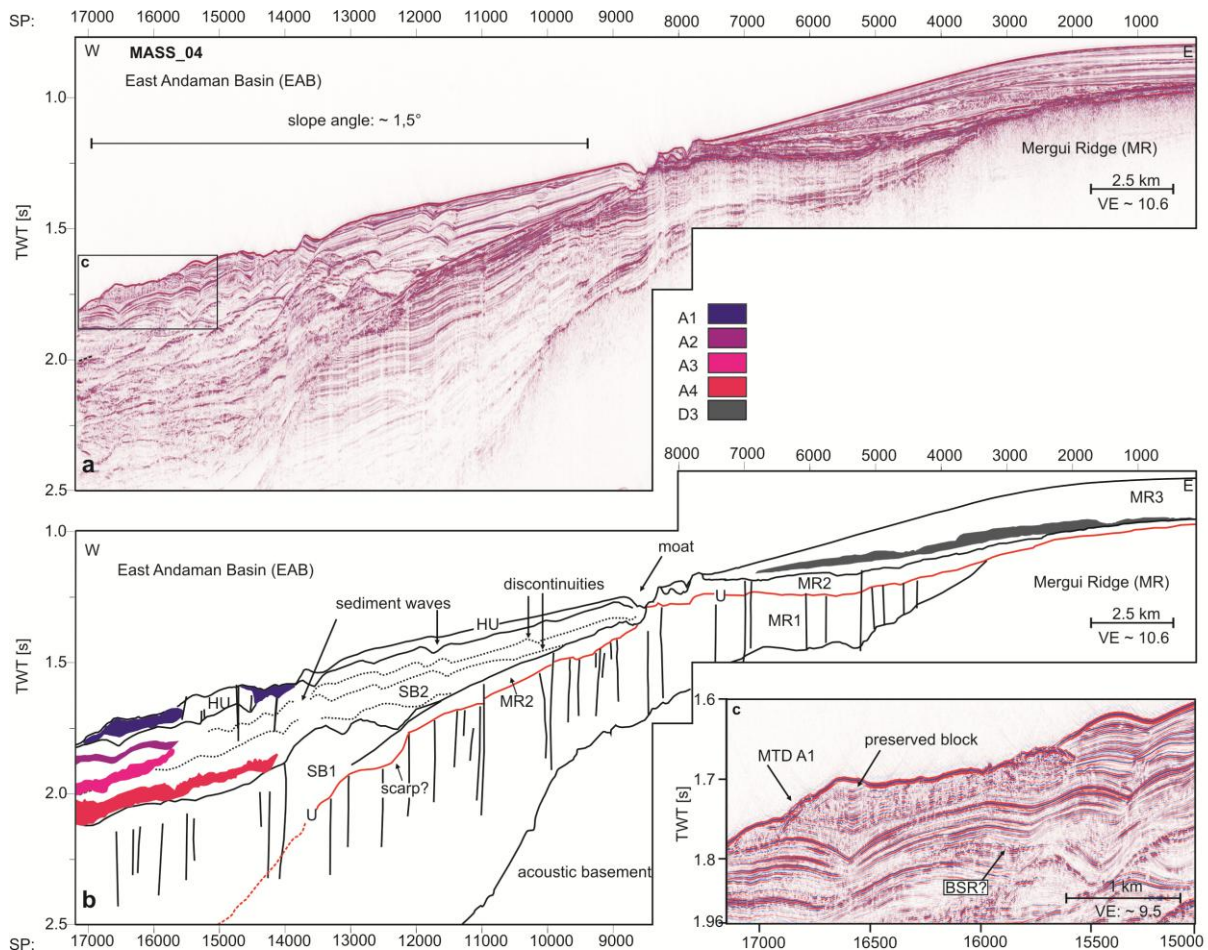 SP: 17000 16000 15000 14000 13000 12000 11000 10000 9000 8000 7000 6000 5000 4000 3000 2000 1000
W MASS_04
E
East Andaman Basin (EAB)
1.0
slope angle: ~ 1,5°
Mergui Ridge (MR)
2.5 km
VE ~ 10.6
TWT [s]
1.5
c
2.0
a
2.5
A1
A2
A3
A4
D3
8000 7000 6000 5000 4000 3000 2000 1000
1.0
W
E
MR3
East Andaman Basin (EAB)
moat
discontinuities
MR2
sediment waves
U
Mergui Ridge (MR)
HU
MR1
2.5 km
VE ~ 10.6
TWT [s]
1.5
SB2
MR2
HU
SB1
scarp?
2.0
U
acoustic basement
b
2.5
17000 16000 15000 14000 13000 12000 11000 10000 9000
SP:
1.6
c
preserved block
MTD A1
1.7
TWT [s]
1.8
BSR?
1 km
VE: ~ 9.5
1.96
17000 16500 16000 15500 15000